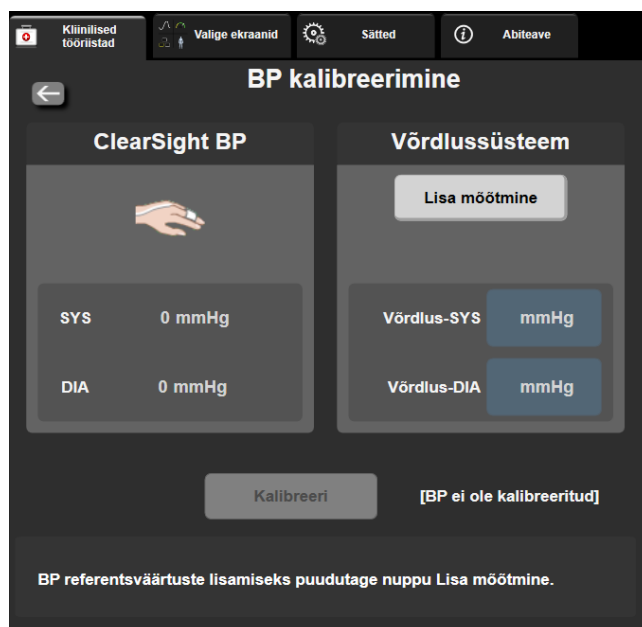 Kliinilised
tööriistad
Valige ekraanid
Sätted
Abiteave
BP kalibreerimine
ClearSight BP
Võrdlussüsteem
Lisa mõõtmine
SYS 0 mmHg
Võrdlus-SYS mmHg
DIA 0 mmHg
Võrdlus-DIA mmHg
Kalibreeri
[BP ei ole kalibreeritud]
BP referentsväärtuste lisamiseks puudutage nuppu Lisa mõõtmine.